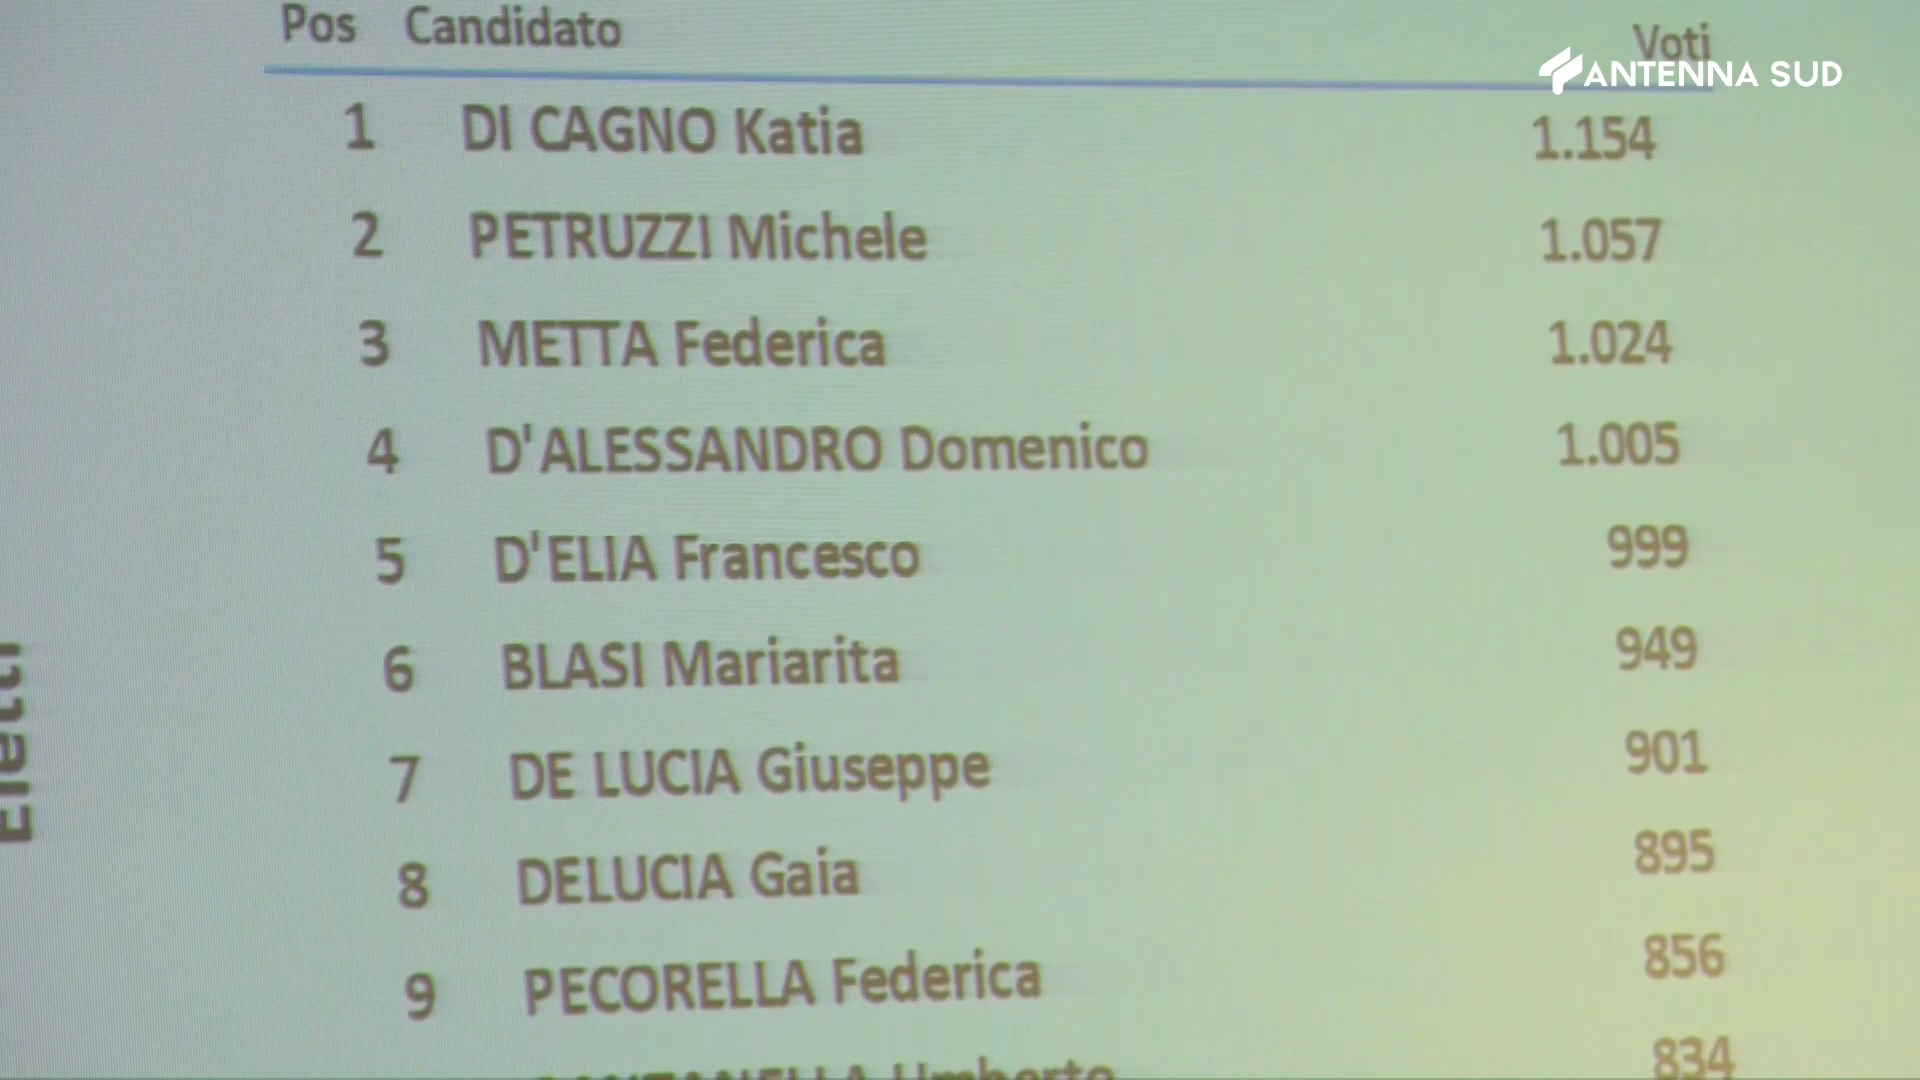 Pos Candidato Voti
ANTENNA SUD
1 DI CAGNO Katia 1.154
2 PETRUZZI Michele 1.057
3 METTA Federica 1.024
4 D'ALESSANDRO Domenico 1.005
5 D'ELIA Francesco 999
6 BLASI Mariarita 949
7 DE LUCIA Giuseppe 901
8 DELUCIA Gaia 895
9 PECORELLA Federica 856
Umberto 834
Eletti